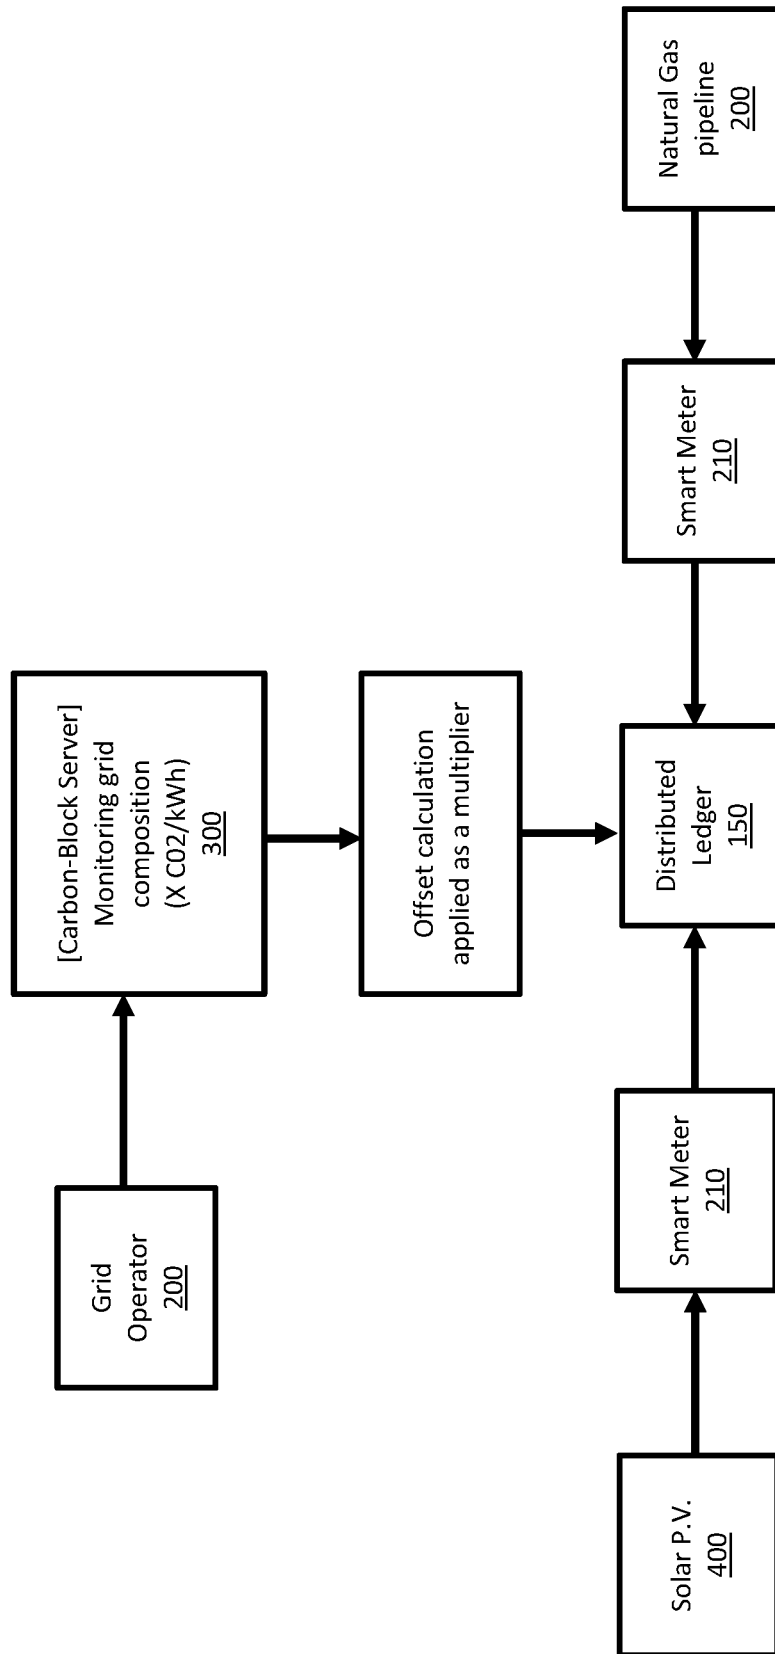 Grid
Operator
200
[Carbon-Block Server]
Monitoring grid
composition
(X C02/kWh)
300
Offset calculation
applied as a multiplier
Solar P.V.
400
Smart Meter
210
Distributed
Ledger
150
Smart Meter
210
Natural Gas
pipeline
200